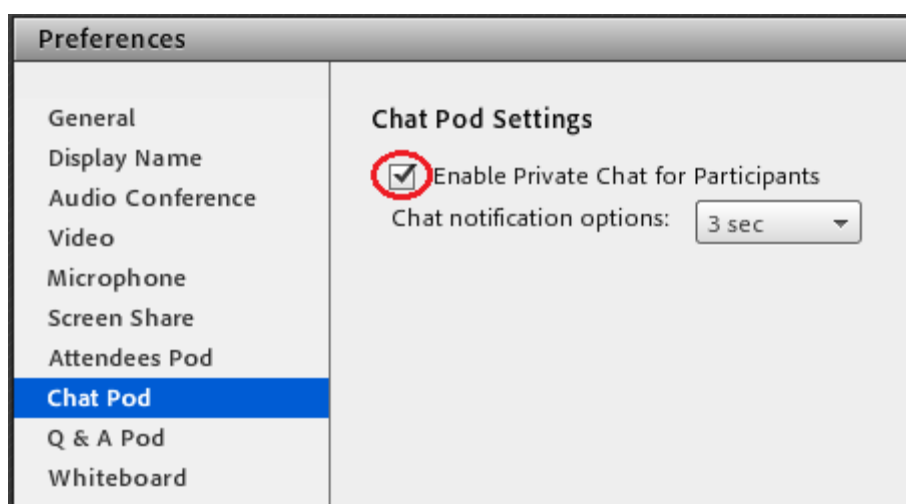 Preferences
General
Display Name
Audio Conference
Video
Microphone
Screen Share
Attendees Pod
Chat Pod
Q & A Pod
Whiteboard
Chat Pod Settings
Enable Private Chat for Participants
Chat notification options: 3 sec